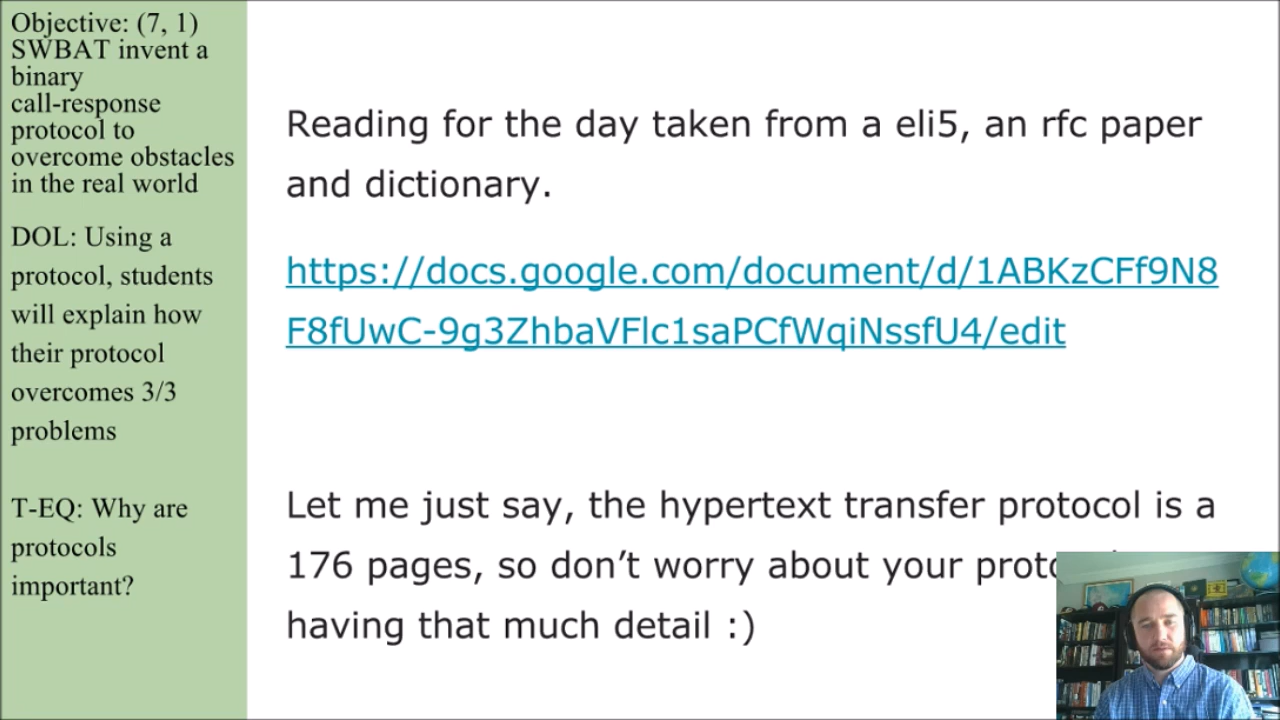 Objective: (7, 1)
SWBAT invent a
binary
call-response
protocol to
overcome obstacles
in the real world
DOL: Using a
protocol, students
will explain how
their protocol
overcomes 3/3
problems
T-EQ: Why are
protocols
important?
Reading for the day taken from a eli5, an rfc paper
and dictionary.
https://docs.google.com/document/d/1ABKzCFf9N8
F8fUwC-9g3ZhbaVFlc1saPCfWqiNssfU4/edit
Let me just say, the hypertext transfer protocol is a
176 pages, so don’t worry about your
having that much detail :)